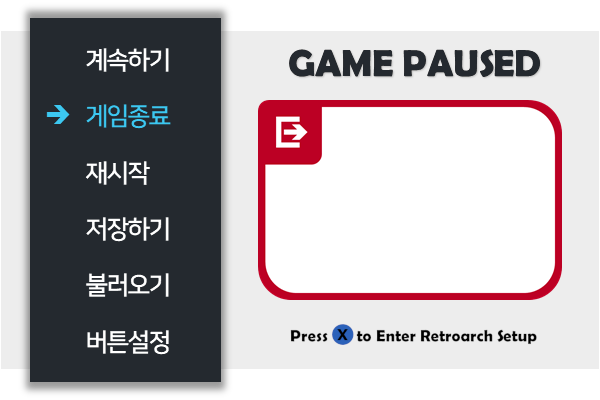 계속하기
게임종료
재시작
저장하기
불러오기
버튼설정
GAME PAUSED
Press X to Enter Retroarch Setup